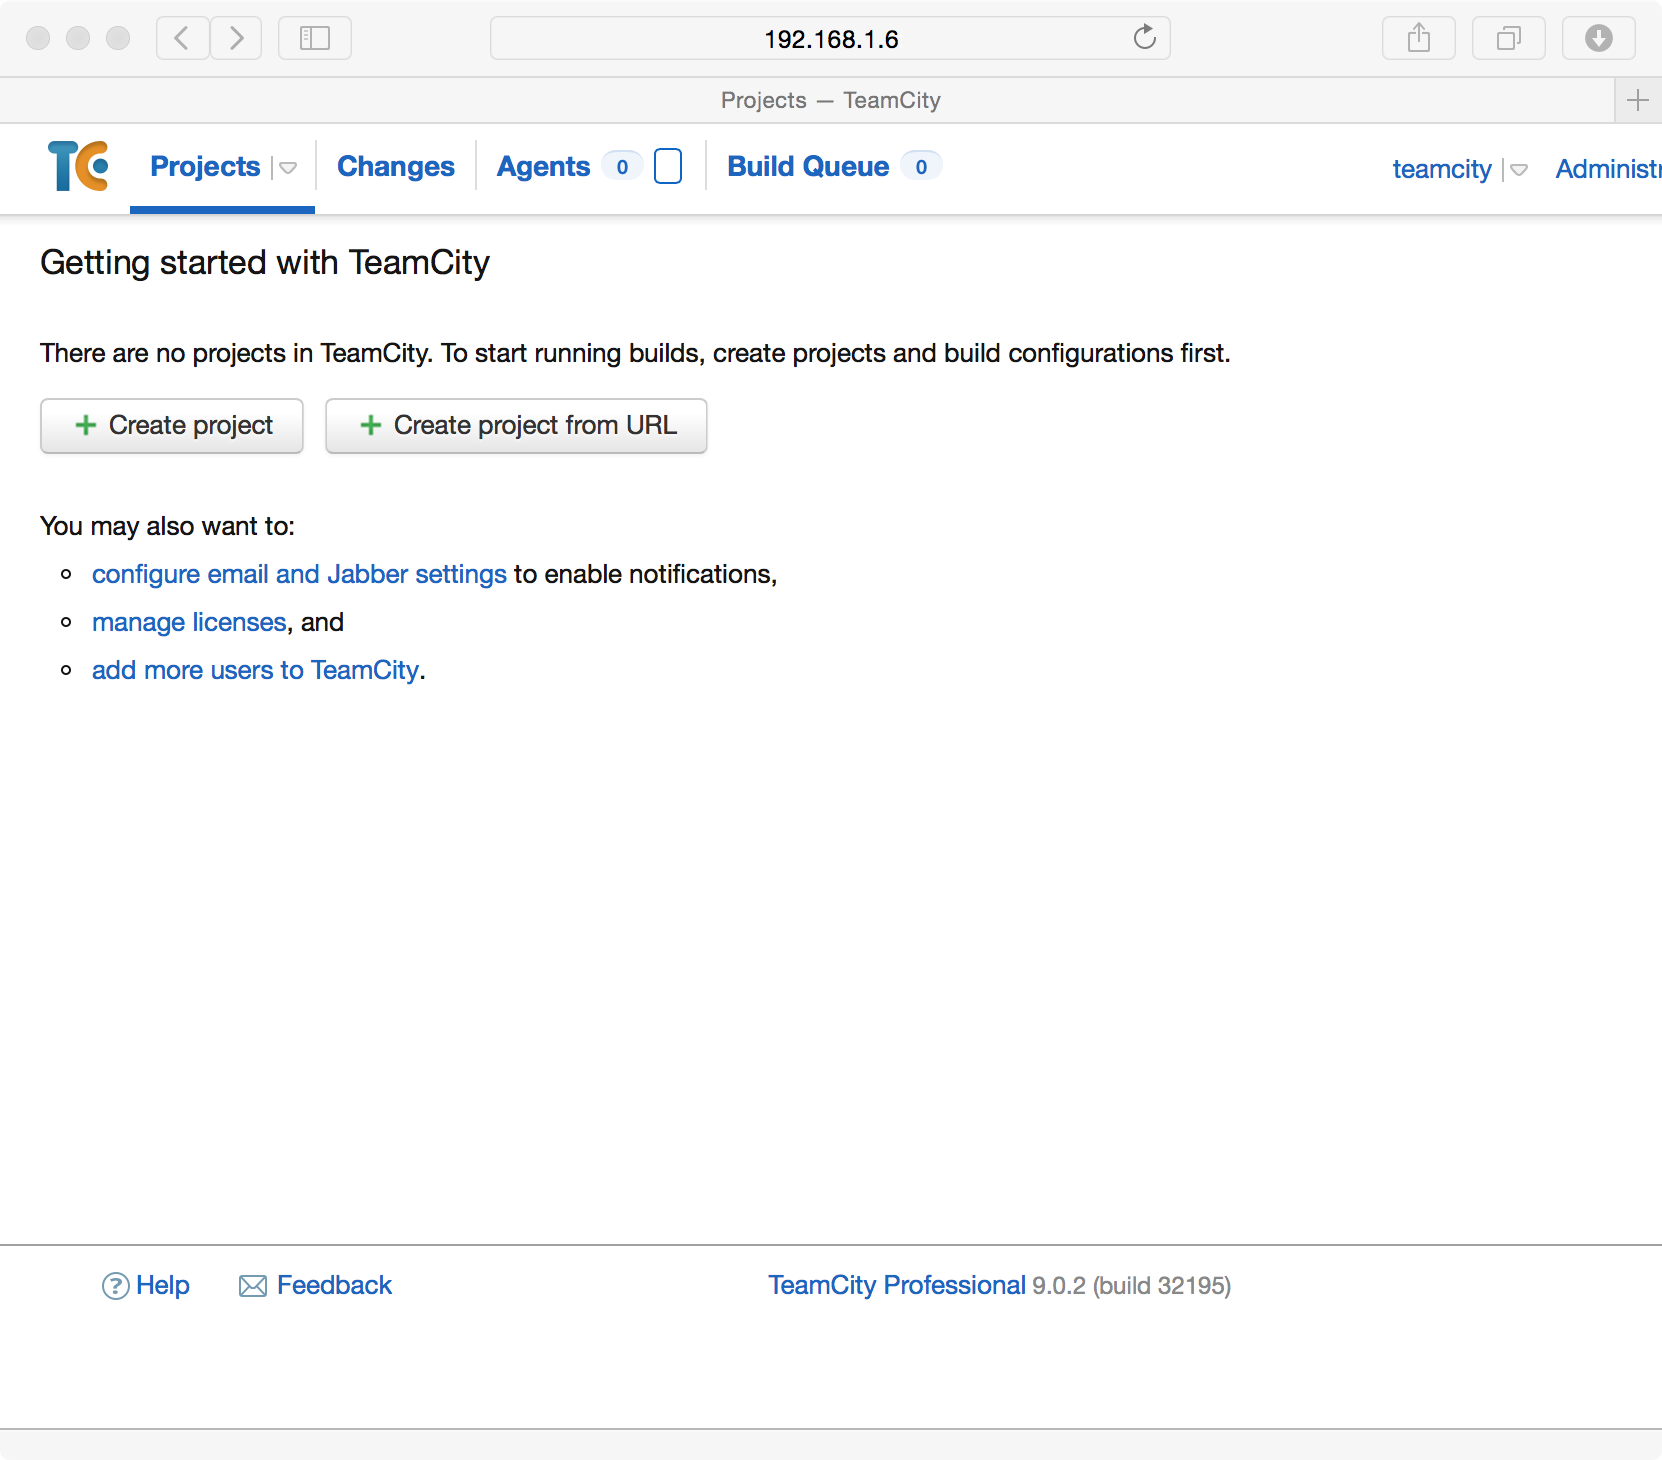 192.168.1.6
Projects — TeamCity
TC Projects Changes Agents 0 Build Queue 0 teamcity Administr
Getting started with TeamCity
There are no projects in TeamCity. To start running builds, create projects and build configurations first.
+ Create project + Create project from URL
You may also want to:
configure email and Jabber settings to enable notifications,
manage licenses, and
add more users to TeamCity.
? Help Feedback TeamCity Professional 9.0.2 (build 32195)